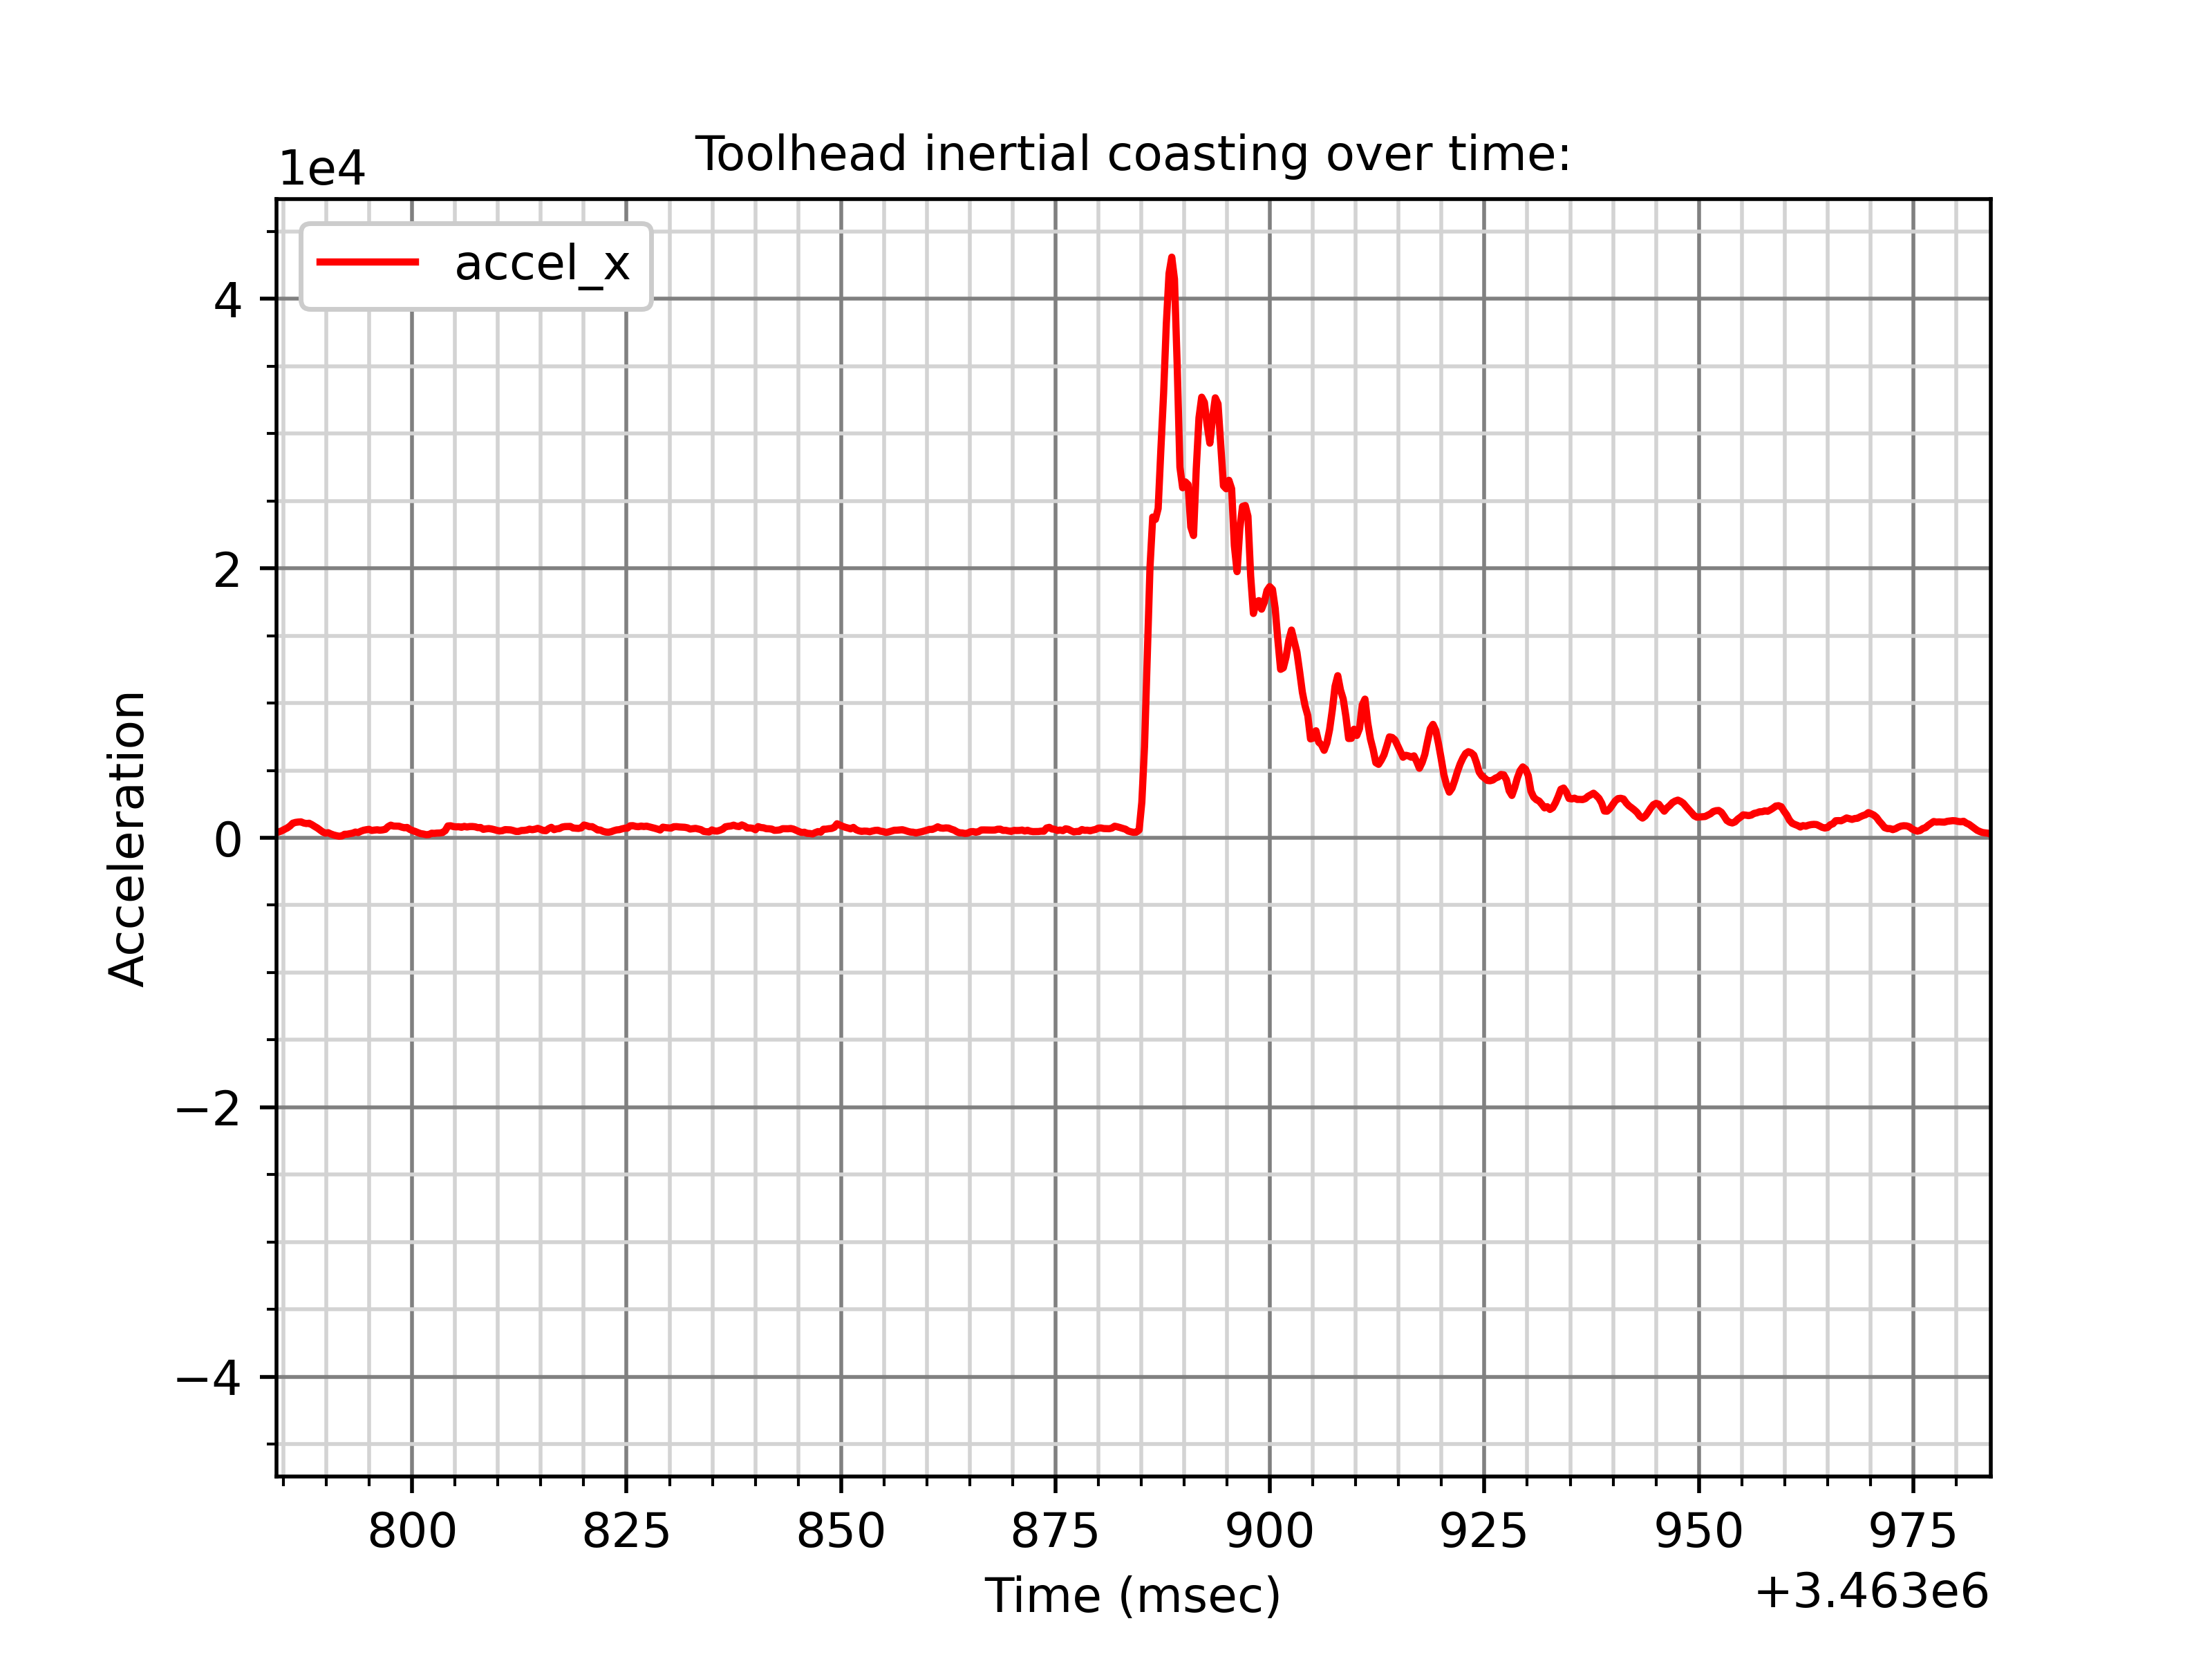 Toolhead inertial coasting over time:
1e4
accel_x
4
2
0
−2
−4
Acceleration
800 825 850 875 900 925 950 975
Time (msec)
+3.463e6